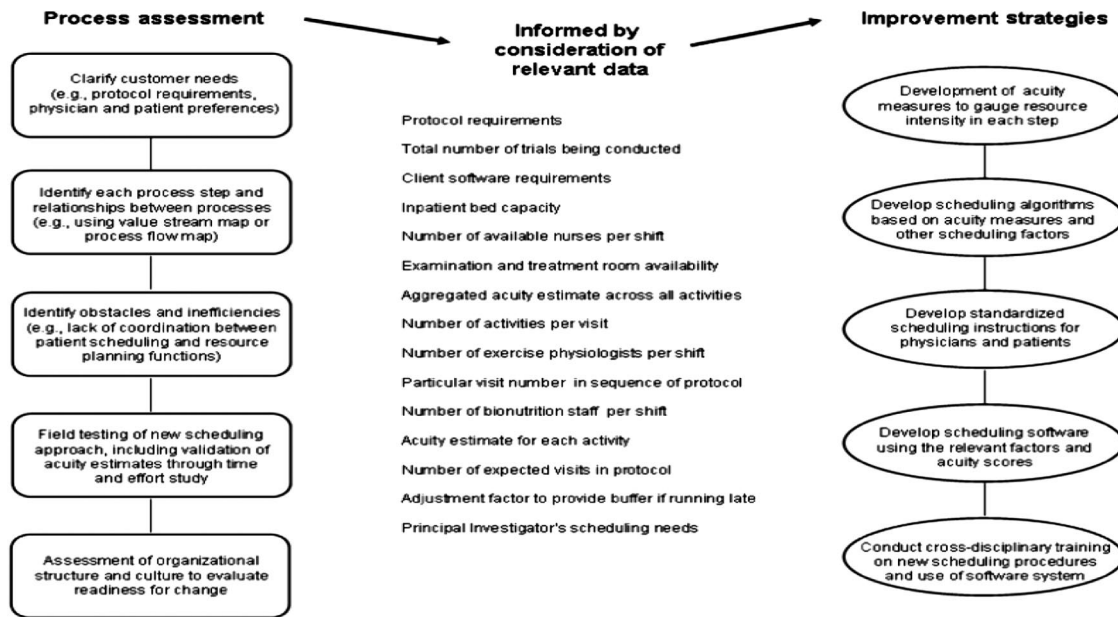 Process assessment
Clarify customer needs
(e.g., protocol requirements,
physician and patient preferences)
Identify each process step and
relationships between processes
(e.g., using value stream map or
process flow map)
Identify obstacles and inefficiencies
(e.g., lack of coordination between
patient scheduling and resource
planning functions)
Field testing of new scheduling
approach, including validation of
acuity estimates through time
and effort study
Assessment of organizational
structure and culture to evaluate
readiness for change
Informed by
consideration of
relevant data
Protocol requirements
Total number of trials being conducted
Client software requirements
Inpatient bed capacity
Number of available nurses per shift
Examination and treatment room availability
Aggregated acuity estimate across all activities
Number of activities per visit
Number of exercise physiologists per shift
Particular visit number in sequence of protocol
Number of bionutrition staff per shift
Acuity estimate for each activity
Number of expected visits in protocol
Adjustment factor to provide buffer if running late
Principal Investigator's scheduling needs
Improvement strategies
Development of acuity
measures to gauge resource
intensity in each step
Develop scheduling algorithms
based on acuity measures and
other scheduling factors
Develop standardized
scheduling instructions for
physicians and patients
Develop scheduling software
using the relevant factors and
acuity scores
Conduct cross-disciplinary training
on new scheduling procedures
and use of software system